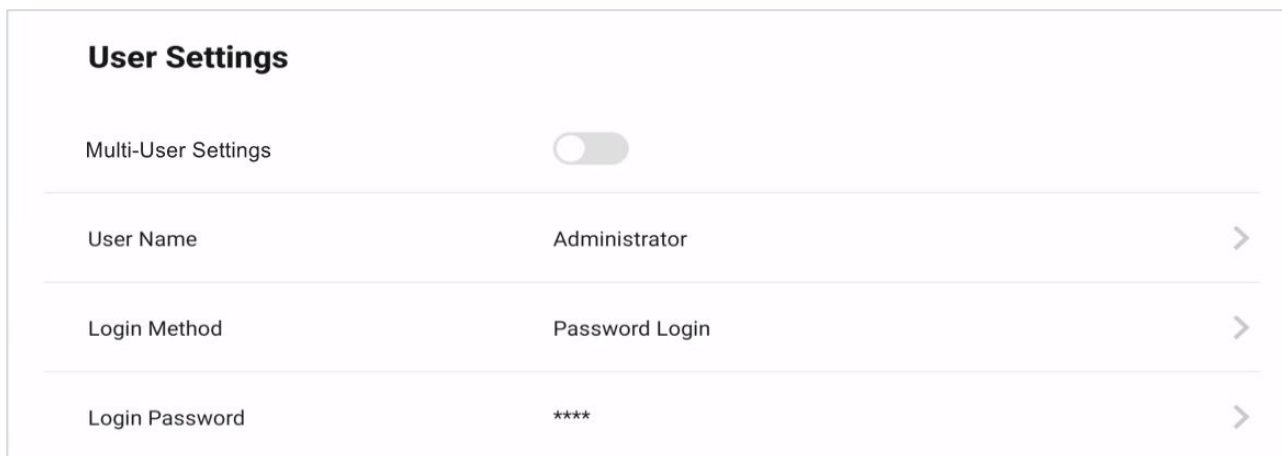 User Settings
Multi-User Settings
User Name Administrator
Login Method Password Login
Login Password ****